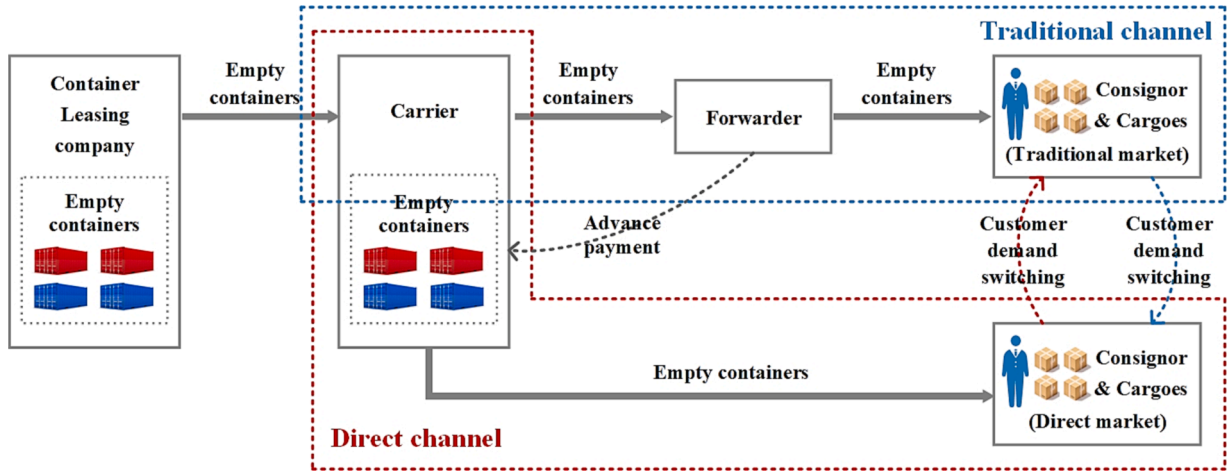 Traditional channel
Container
Leasing
company
Empty
containers
Empty
containers
Carrier
Empty
containers
Empty
containers
Forwarder
Empty
containers
Consignor
& Cargoes
(Traditional market)
Advance
payment
Customer
demand
switching
Customer
demand
switching
Empty containers
Consignor
& Cargoes
(Direct market)
Direct channel